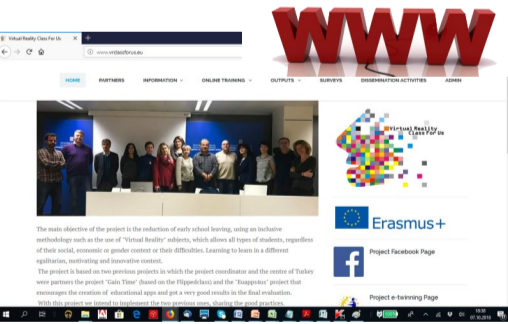 WWW
Virtual Reality Class For Us
www.vrclassforus.eu
HOME PARTNERS INFORMATION ONLINE TRAINING OUTPUTS SURVEYS DISSEMINATION ACTIVITIES ADMIN
Virtual Reality
Class For Us
The main objective of the project is the reduction of early school leaving, using an inclusive
methodology such as the use of "Virtual Reality" subjects, which allows all types of students, regardless
of their social, economic or gender context or their difficulties. Learning to learn in a different
egalitarian, motivating and innovative context.
The project is based on two previous projects in which the project coordinator and the centre of Turkey
were partners the project 'Gain Time' (based on the Flippedclass) and the 'Euappskos' project that
encourages the creation of educational apps and got a very good results in the final evaluation.
With this project we intend to implement the two previous ones, sharing the good practices.
Erasmus+
Project Facebook Page
Project e-twinning Page
19:38
07.10.2018